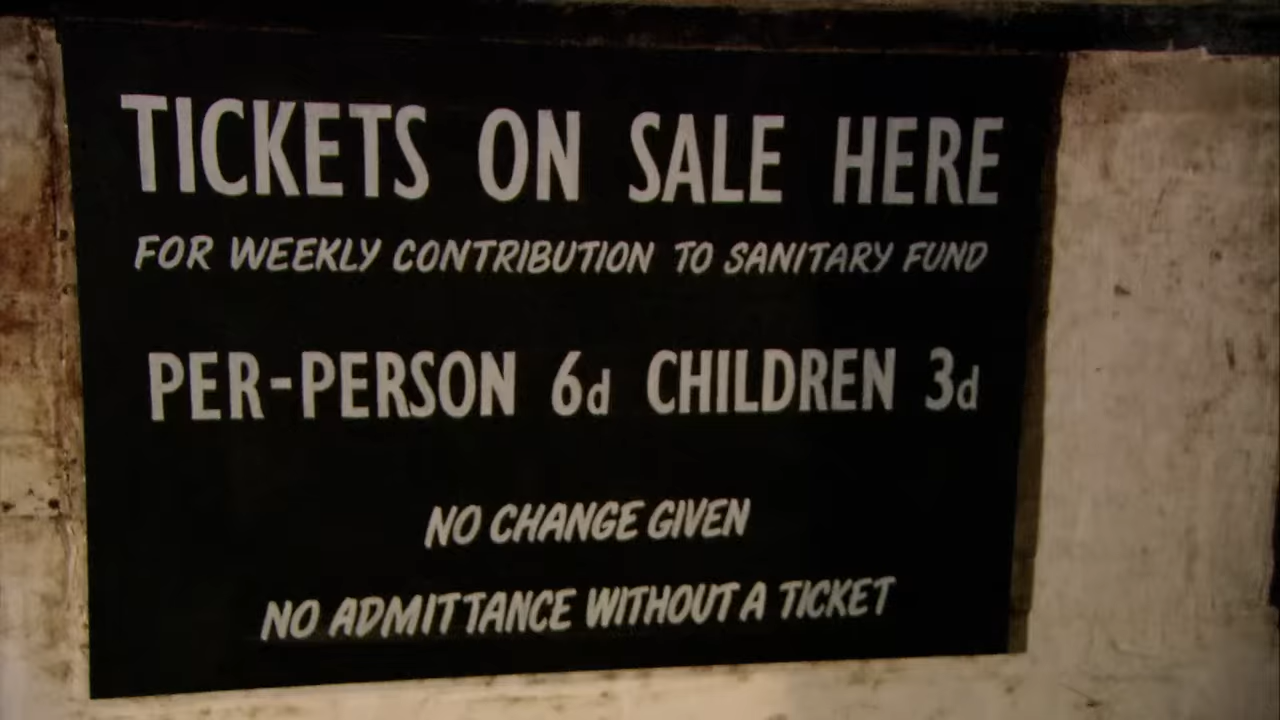 TICKETS ON SALE HERE
FOR WEEKLY CONTRIBUTION TO SANITARY FUND
PER-PERSON 6d CHILDREN 3d
NO CHANGE GIVEN
NO ADMITTANCE WITHOUT A TICKET